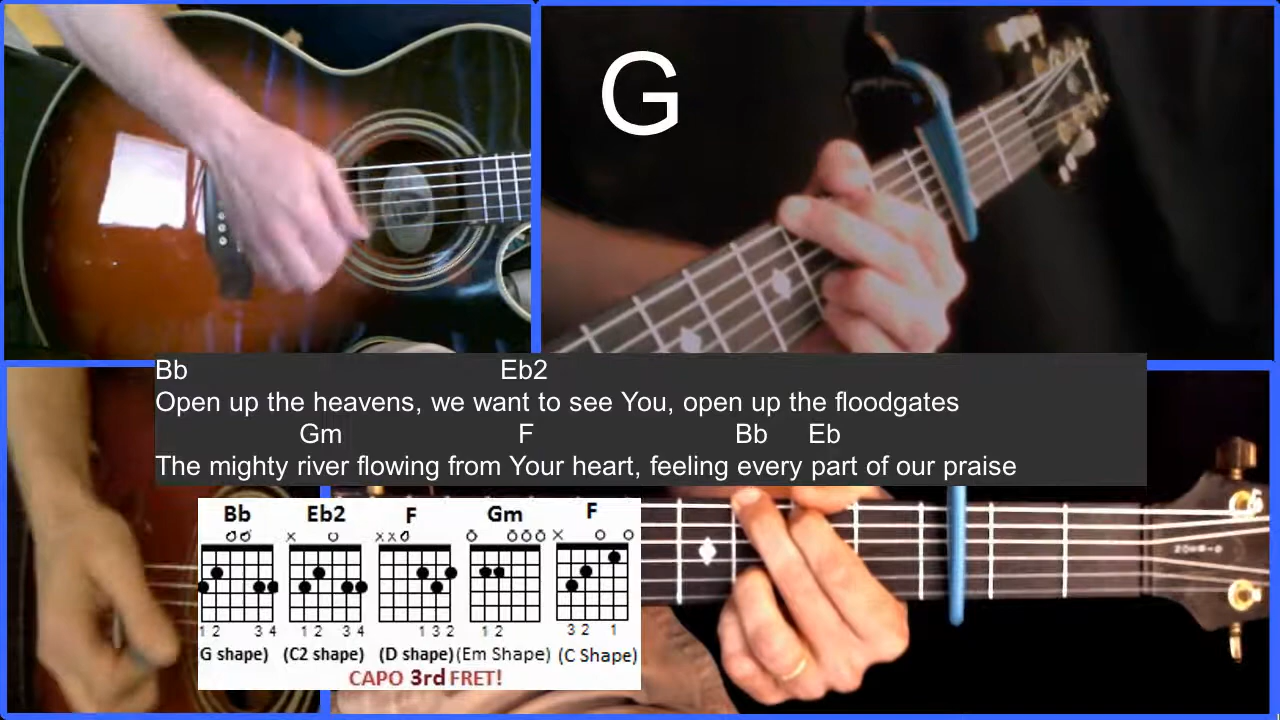 G
Bb Eb2
Open up the heavens, we want to see You, open up the floodgates
Gm F Bb Eb
The mighty river flowing from Your heart, feeling every part of our praise
Bb Eb2 F Gm F
x o xxo o ooo x o o
1 2 3 4 1 2 3 4 1 3 2 1 2 3 2 1
G shape) (C2 shape) (D shape) (Em Shape) (C Shape)
CAPO 3rd FRET!